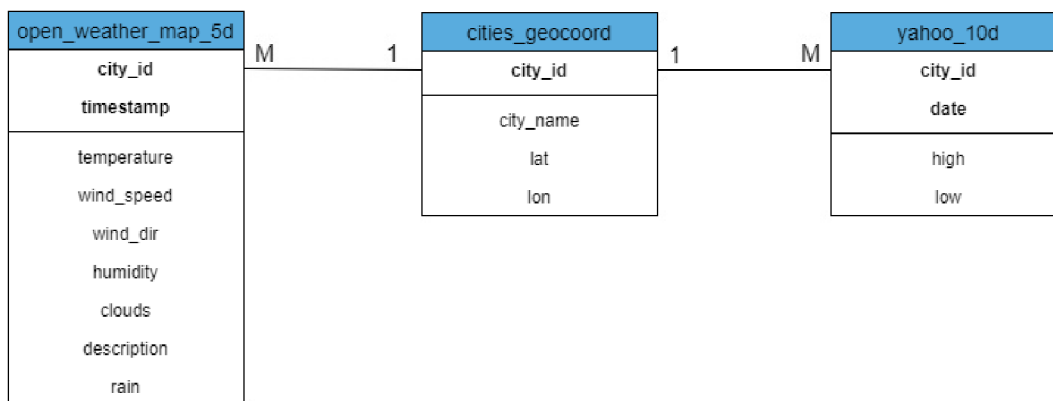 open_weather_map_5d
city_id
timestamp
temperature
wind_speed
wind_dir
humidity
clouds
description
rain
M
1
cities_geocoord
city_id
city_name
lat
lon
1
M
yahoo_10d
city_id
date
high
low